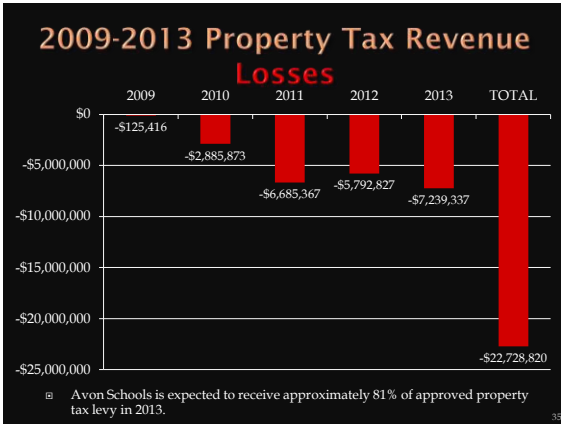 2009-2013 Property Tax Revenue
Losses
2009 2010 2011 2012 2013 TOTAL
$0
-$125,416
-$2,885,873
-$5,000,000
-$5,792,827
-$6,685,367
-$7,239,337
-$10,000,000
-$15,000,000
-$20,000,000
-$22,728,820
-$25,000,000
Avon Schools is expected to receive approximately 81% of approved property
tax levy in 2013.
35